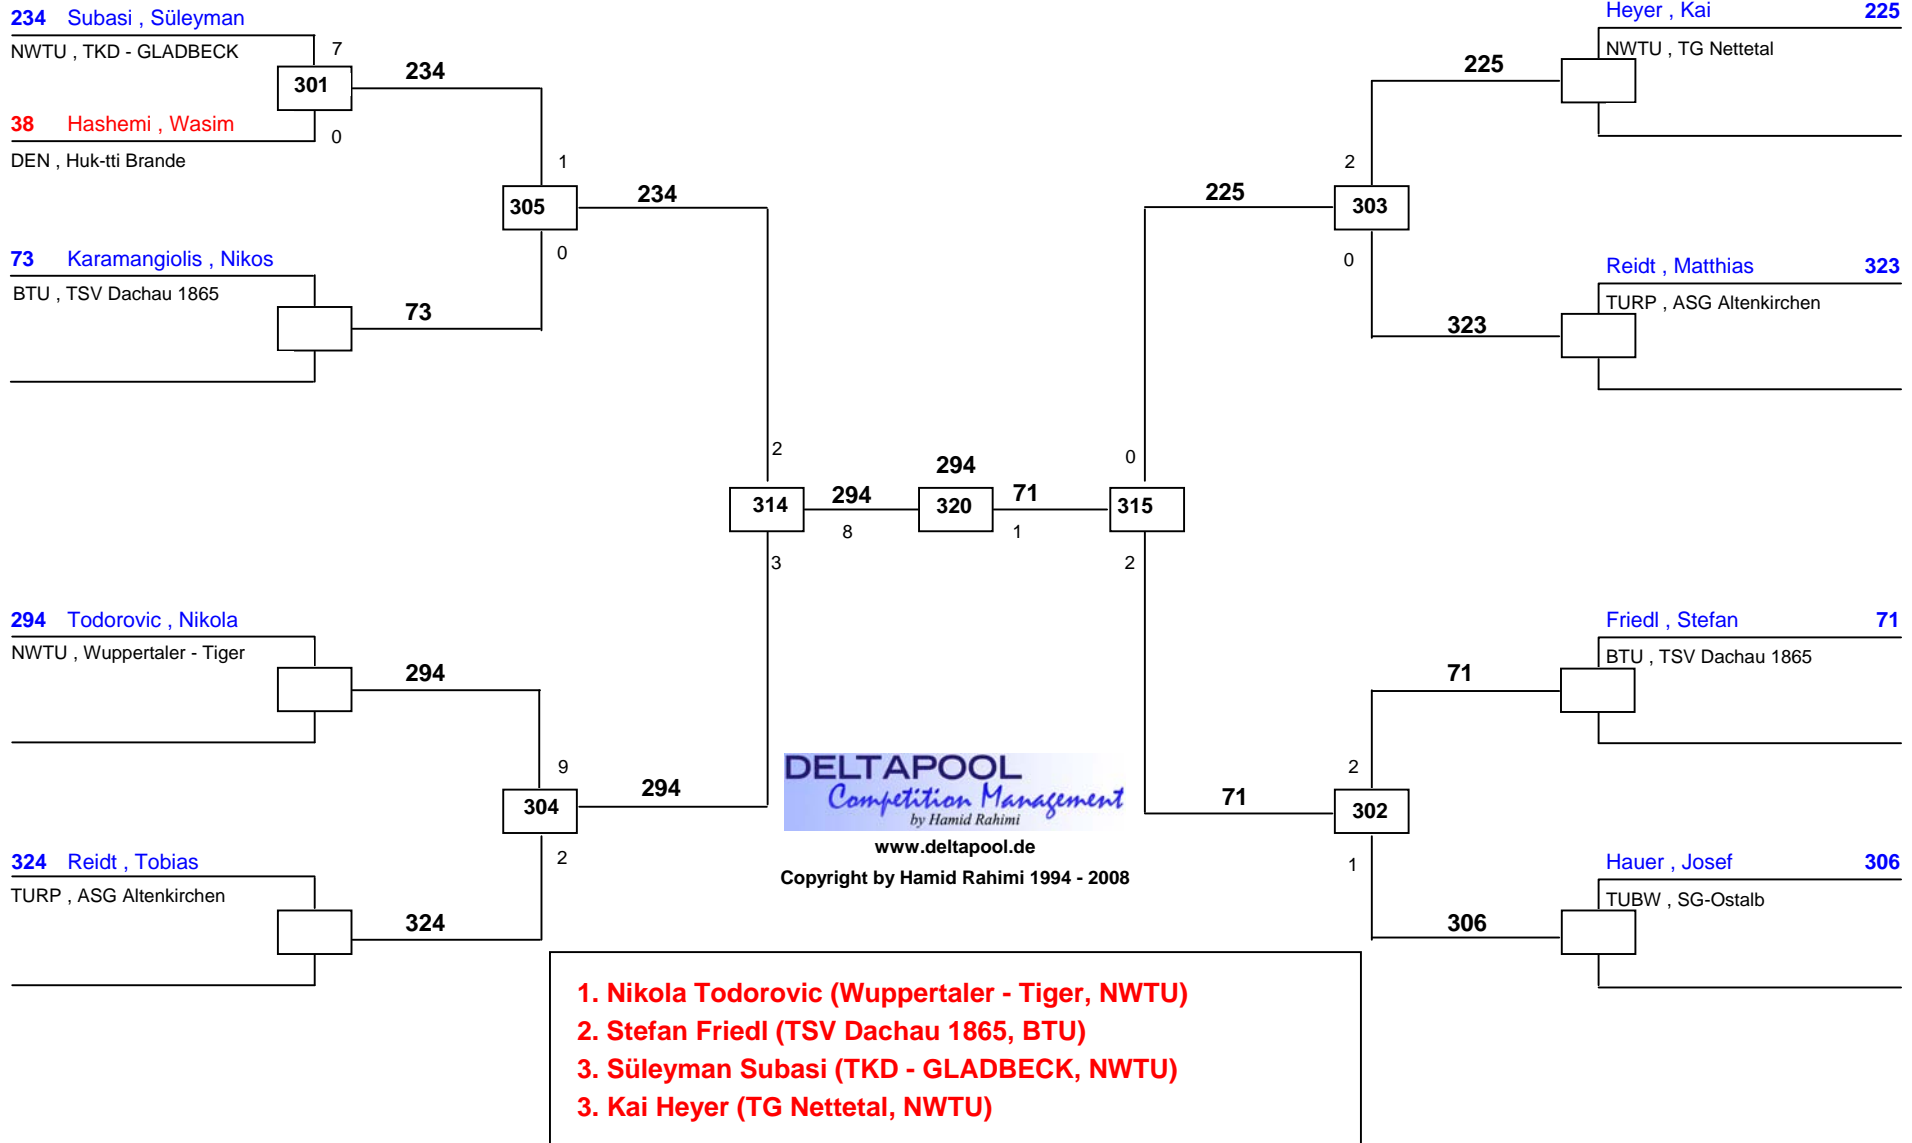 234 Subasi , Süleyman
NWTU , TKD - GLADBECK
7
301
234
38 Hashemi , Wasim
0
DEN , Huk-tti Brande
1
305
234
0
73 Karamangiolis , Nikos
BTU , TSV Dachau 1865
73
2
314
294
8
3
294 Todorovic , Nikola
NWTU , Wuppertaler - Tiger
294
9
304
294
2
324 Reidt , Tobias
TURP , ASG Altenkirchen
324
294
320
Heyer , Kai 225
NWTU , TG Nettetal
225
2
303
225
0
Reidt , Matthias 323
TURP , ASG Altenkirchen
323
0
315
71
1
2
Friedl , Stefan 71
BTU , TSV Dachau 1865
71
2
302
71
1
Hauer , Josef 306
TUBW , SG-Ostalb
306
DELTAPOOL
Competition Management
by Hamid Rahimi
www.deltapool.de
Copyright by Hamid Rahimi 1994 - 2008
1. Nikola Todorovic (Wuppertaler - Tiger, NWTU)
2. Stefan Friedl (TSV Dachau 1865, BTU)
3. Süleyman Subasi (TKD - GLADBECK, NWTU)
3. Kai Heyer (TG Nettetal, NWTU)